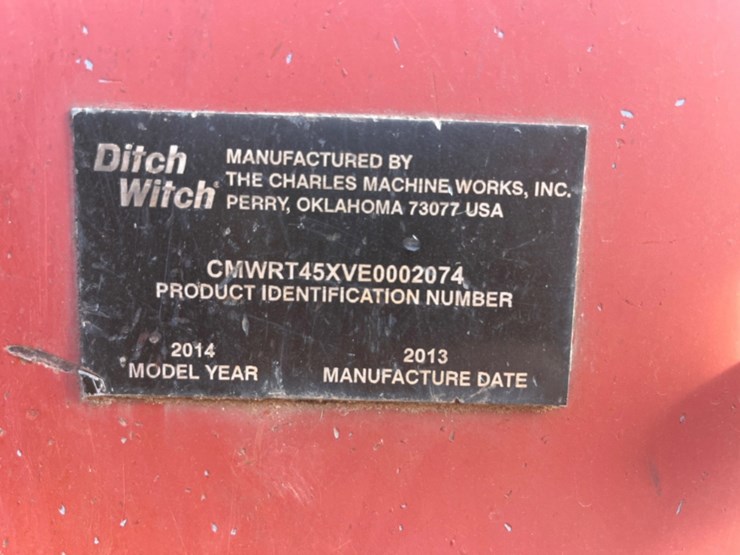 Ditch Witch®
MANUFACTURED BY
THE CHARLES MACHINE WORKS, INC.
PERRY, OKLAHOMA 73077 USA
CMWRT45XVE0002074
PRODUCT IDENTIFICATION NUMBER
2014
MODEL YEAR
2013
MANUFACTURE DATE